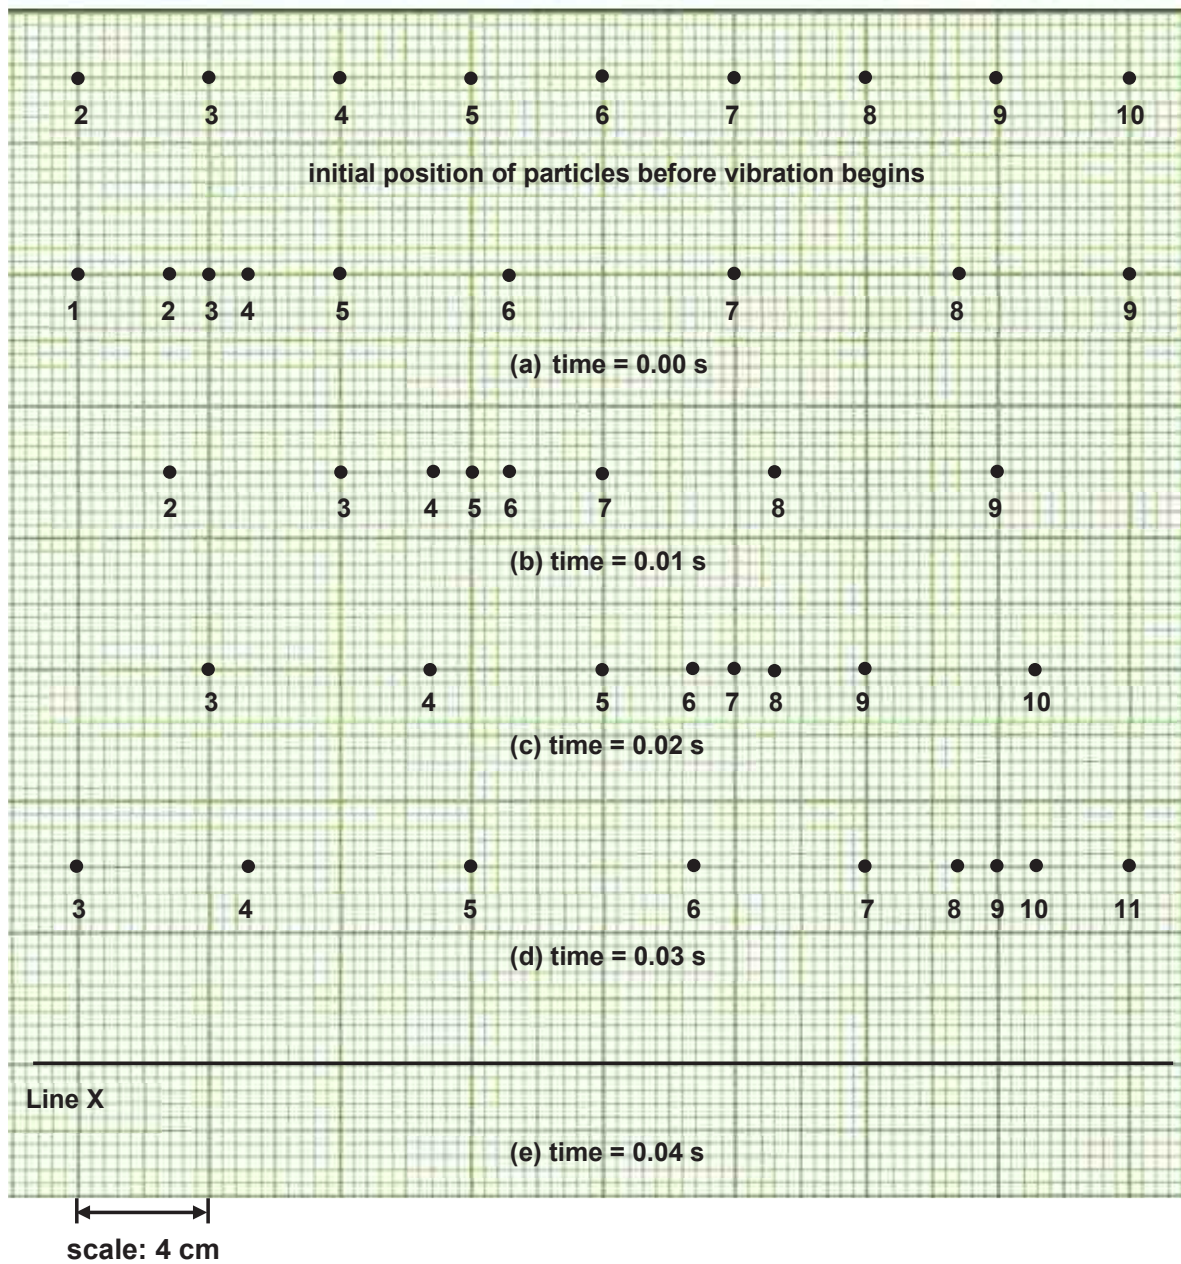 2 3 4 5 6 7 8 9 10
initial position of particles before vibration begins
1 2 3 4 5 6 7 8 9
(a) time = 0.00 s
2 3 4 5 6 7 8 9
(b) time = 0.01 s
3 4 5 6 7 8 9 10
(c) time = 0.02 s
3 4 5 6 7 8 9 10 11
(d) time = 0.03 s
Line X
(e) time = 0.04 s
scale: 4 cm